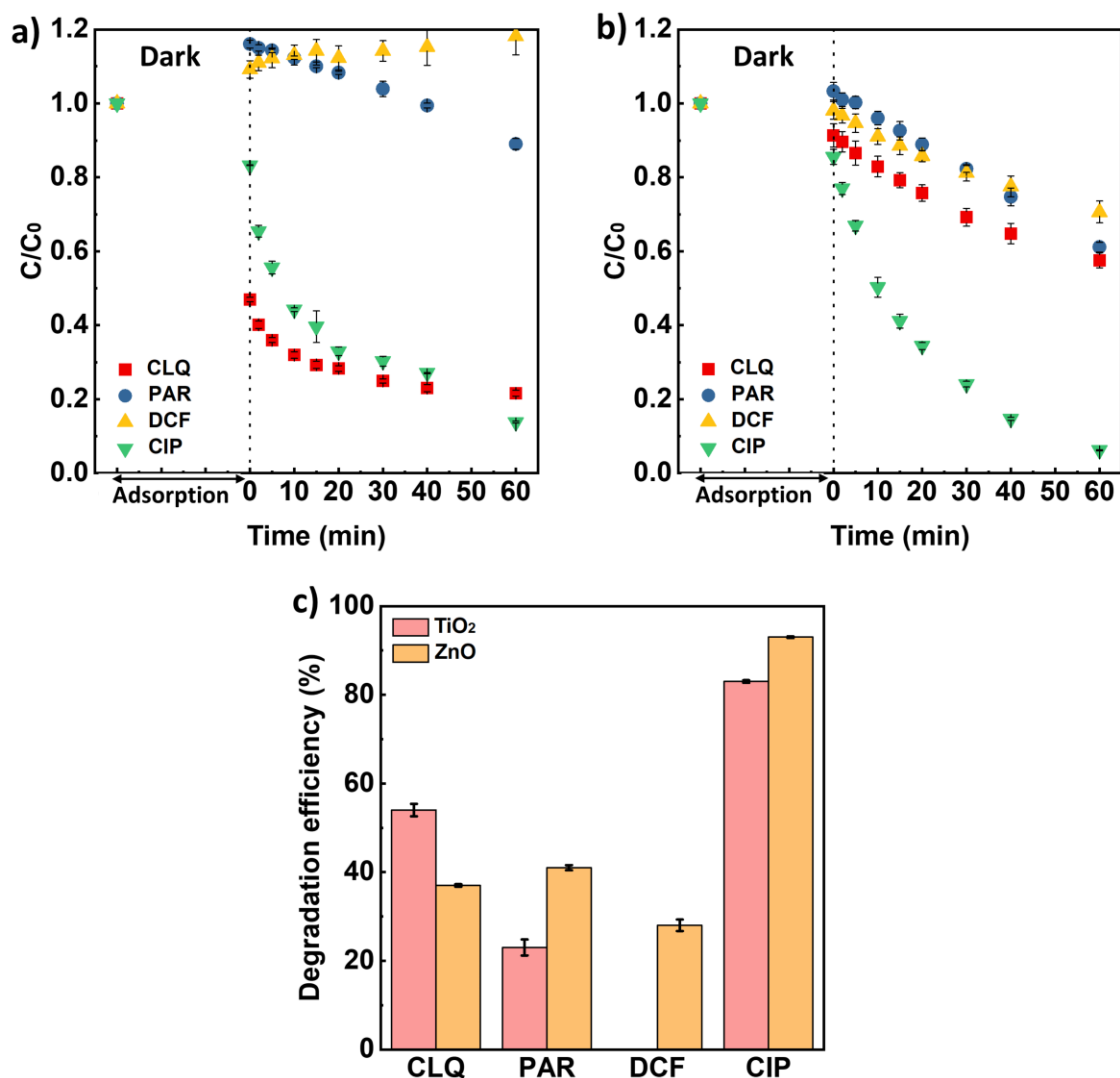 a)
Dark
C/C0
1.2
1.0
0.8
0.6
0.4
0.2
0.0
CLQ
PAR
DCF
CIP
Adsorption
0 10 20 30 40 50 60
Time (min)
b)
Dark
C/C0
1.2
1.0
0.8
0.6
0.4
0.2
0.0
CLQ
PAR
DCF
CIP
Adsorption
0 10 20 30 40 50 60
Time (min)
c)
Degradation efficiency (%)
100
80
60
40
20
0
TiO2
ZnO
CLQ PAR DCF CIP